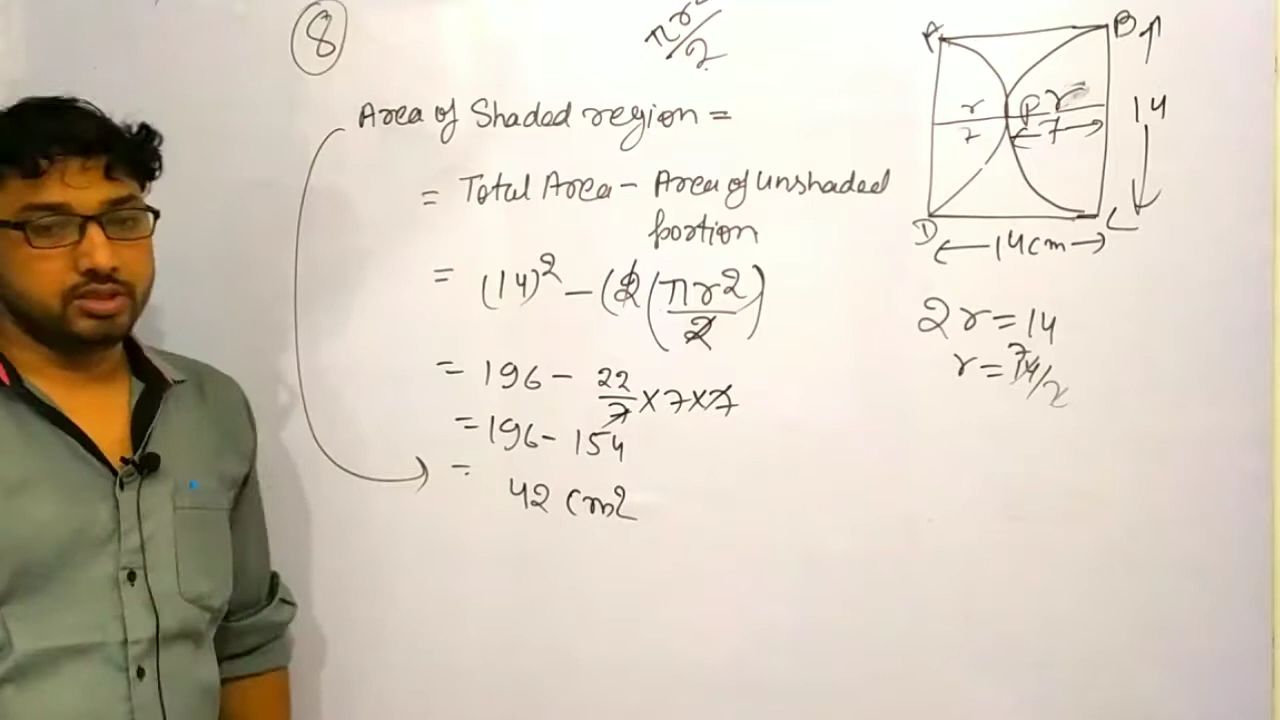 8
πr²/2
Area of Shaded region =
= Total Area - Area of Unshaded
portion
= (14)² - (2(πr²/2)
= 196 - 22/7 × 7 × 7
= 196 - 154
=
42 cm²
A B
r P r
7 7
14
D C
14cm
2r = 14
r = 7 14/2